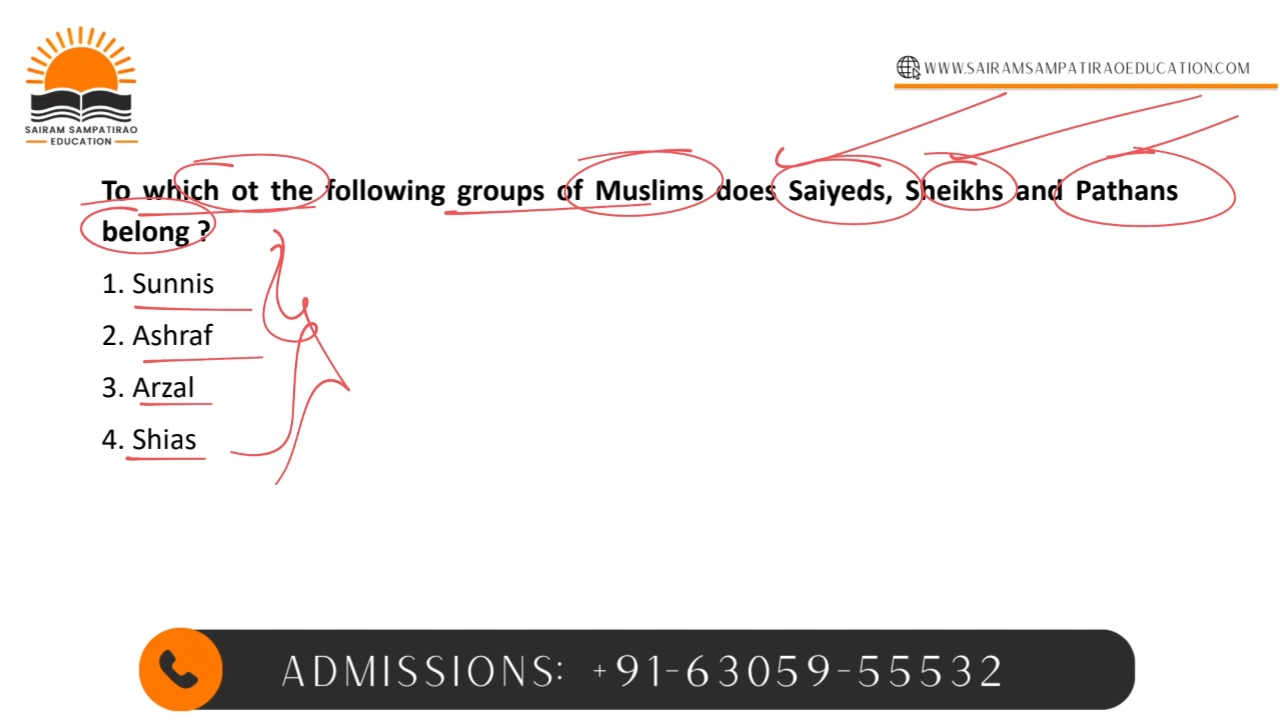 SAIRAM SAMPATIRAO
EDUCATION
WWW.SAIRAMSAMPATIRAOEDUCATION.COM
To which ot the following groups of Muslims does Saiyeds, Sheikhs and Pathans
belong ?
1. Sunnis
2. Ashraf
3. Arzal
4. Shias
ADMISSIONS: +91-63059-55532